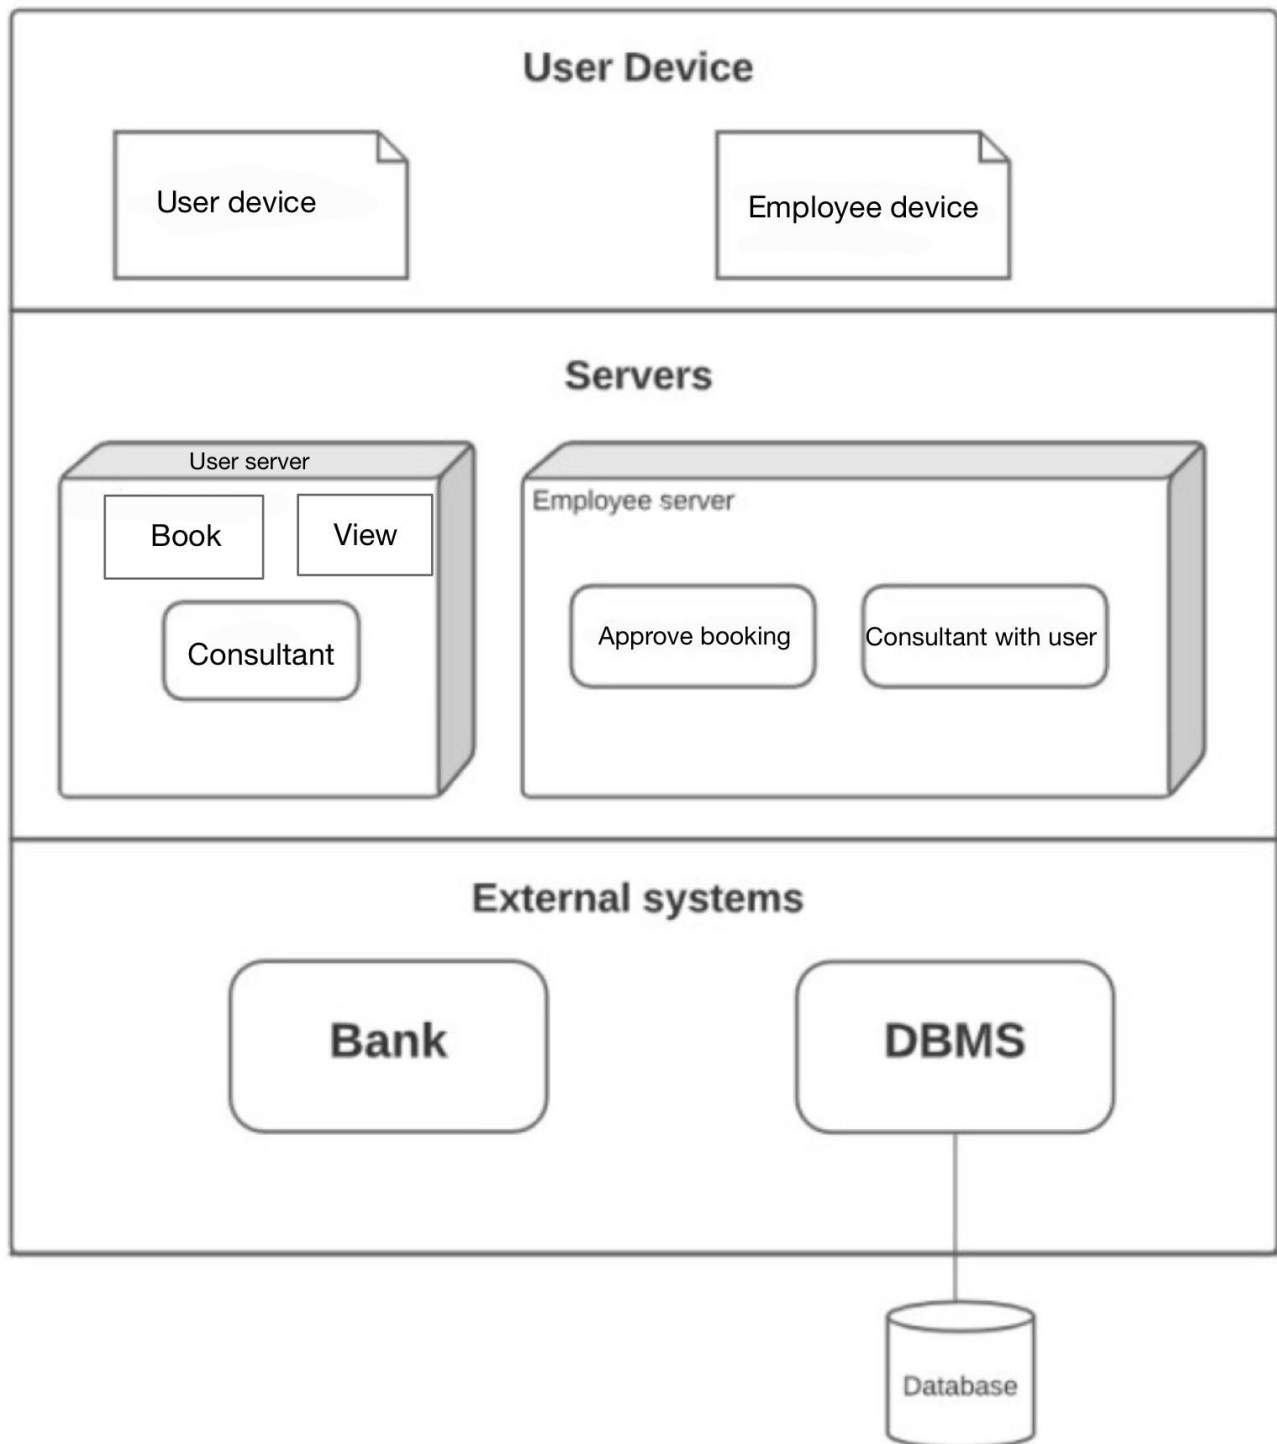 User Device
User device
Employee device
Servers
User server
Book
View
Consultant
Employee server
Approve booking
Consultant with user
External systems
Bank
DBMS
Database